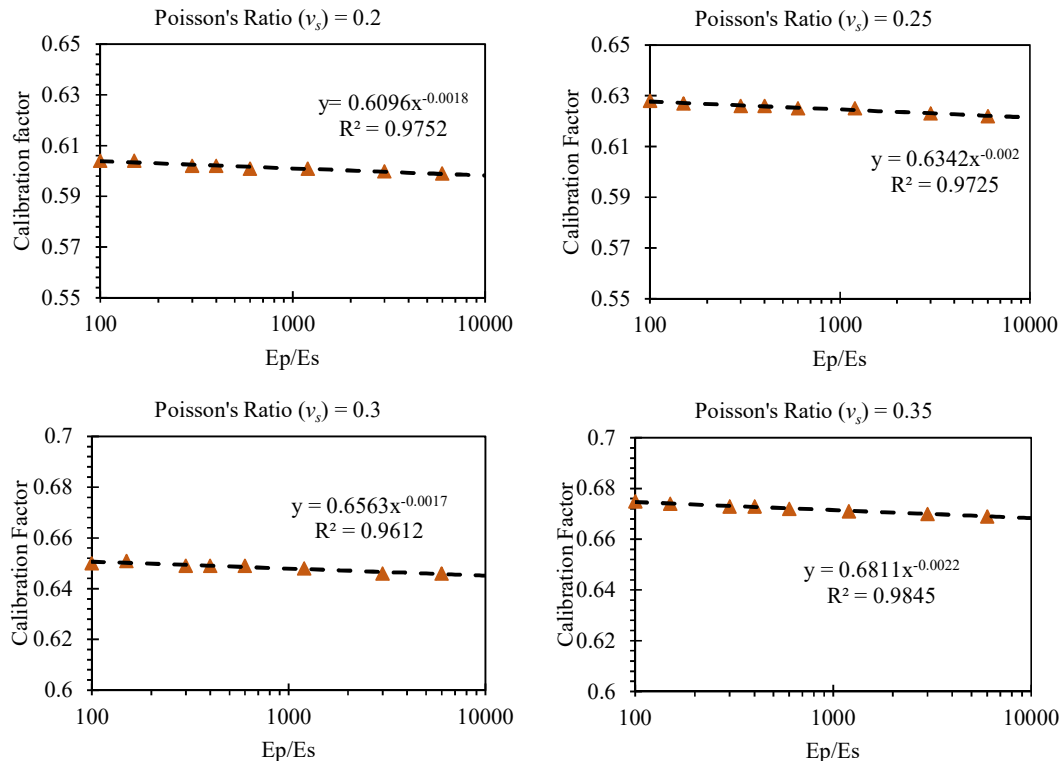 Poisson's Ratio (νs) = 0.2
0.65
0.63
0.61
0.59
0.57
0.55
Calibration factor
y= 0.6096x^-0.0018
R² = 0.9752
100
1000
10000
Ep/Es
Poisson's Ratio (νs) = 0.25
0.65
0.63
0.61
0.59
0.57
0.55
Calibration Factor
y = 0.6342x^-0.002
R² = 0.9725
100
1000
10000
Ep/Es
Poisson's Ratio (νs) = 0.3
0.7
0.68
0.66
0.64
0.62
0.6
Calibration Factor
y = 0.6563x^-0.0017
R² = 0.9612
100
1000
10000
Ep/Es
Poisson's Ratio (νs) = 0.35
0.7
0.68
0.66
0.64
0.62
0.6
Calibration Factor
y = 0.6811x^-0.0022
R² = 0.9845
100
1000
10000
Ep/Es